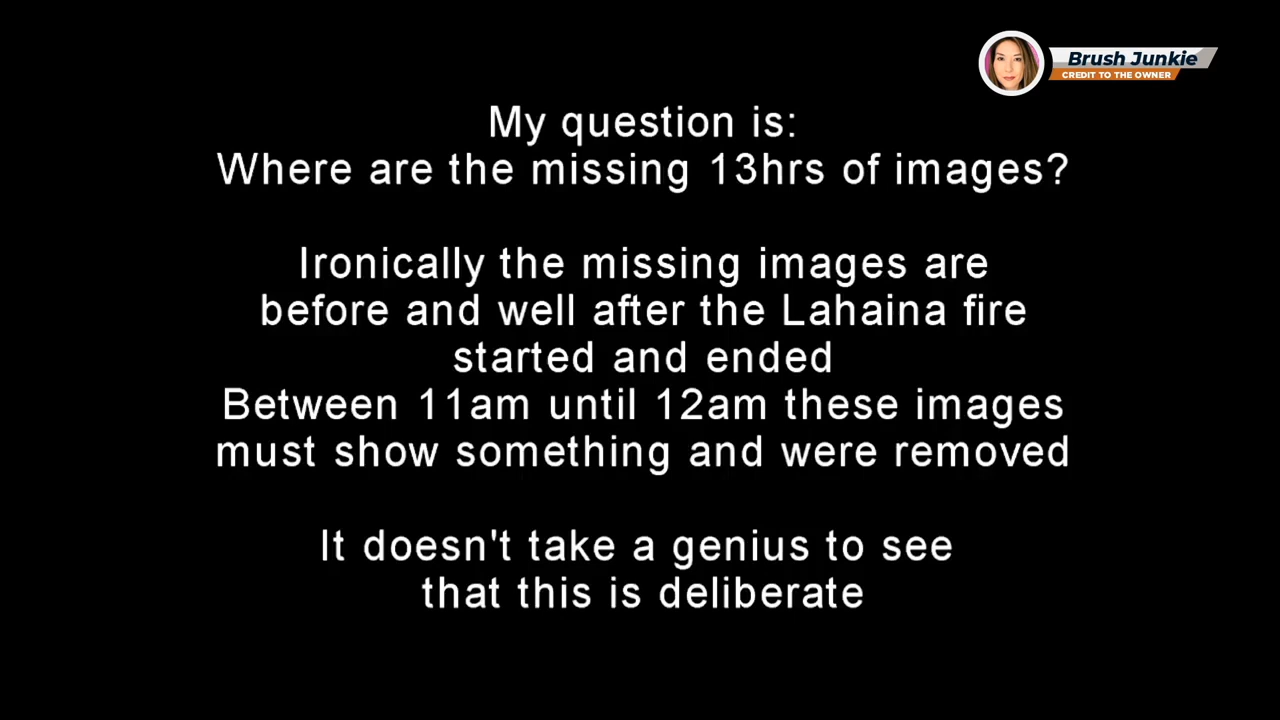 Brush Junkie
CREDIT TO THE OWNER
My question is:
Where are the missing 13hrs of images?
Ironically the missing images are
before and well after the Lahaina fire
started and ended
Between 11am until 12am these images
must show something and were removed
It doesn't take a genius to see
that this is deliberate